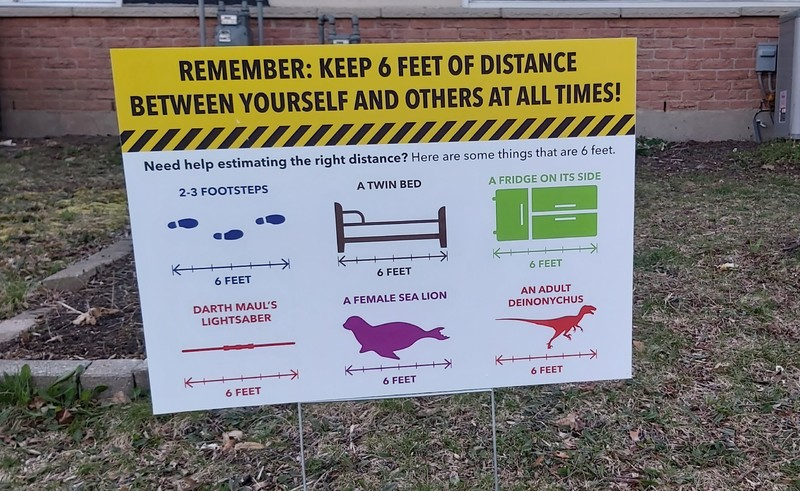 REMEMBER: KEEP 6 FEET OF DISTANCE
BETWEEN YOURSELF AND OTHERS AT ALL TIMES!
Need help estimating the right distance? Here are some things that are 6 feet.
2-3 FOOTSTEPS
6 FEET
A TWIN BED
6 FEET
A FRIDGE ON ITS SIDE
6 FEET
DARTH MAUL'S
LIGHTSABER
6 FEET
A FEMALE SEA LION
6 FEET
AN ADULT
DEINONYCHUS
6 FEET